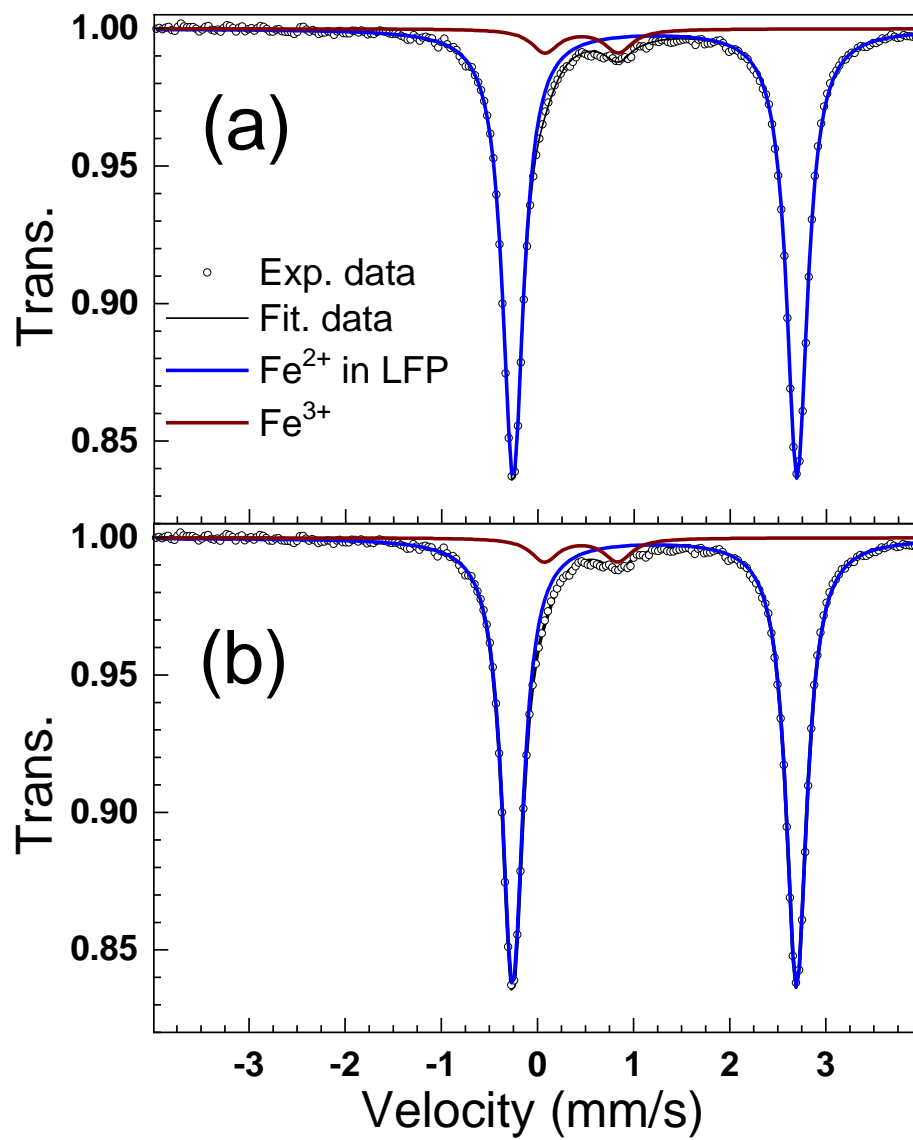 1.00
(a)
0.95
Trans.
Exp. data
0.90
Fit. data
Fe²⁺ in LFP
Fe³⁺
0.85
1.00
(b)
0.95
Trans.
0.90
0.85
-3 -2 -1 0 1 2 3
Velocity (mm/s)